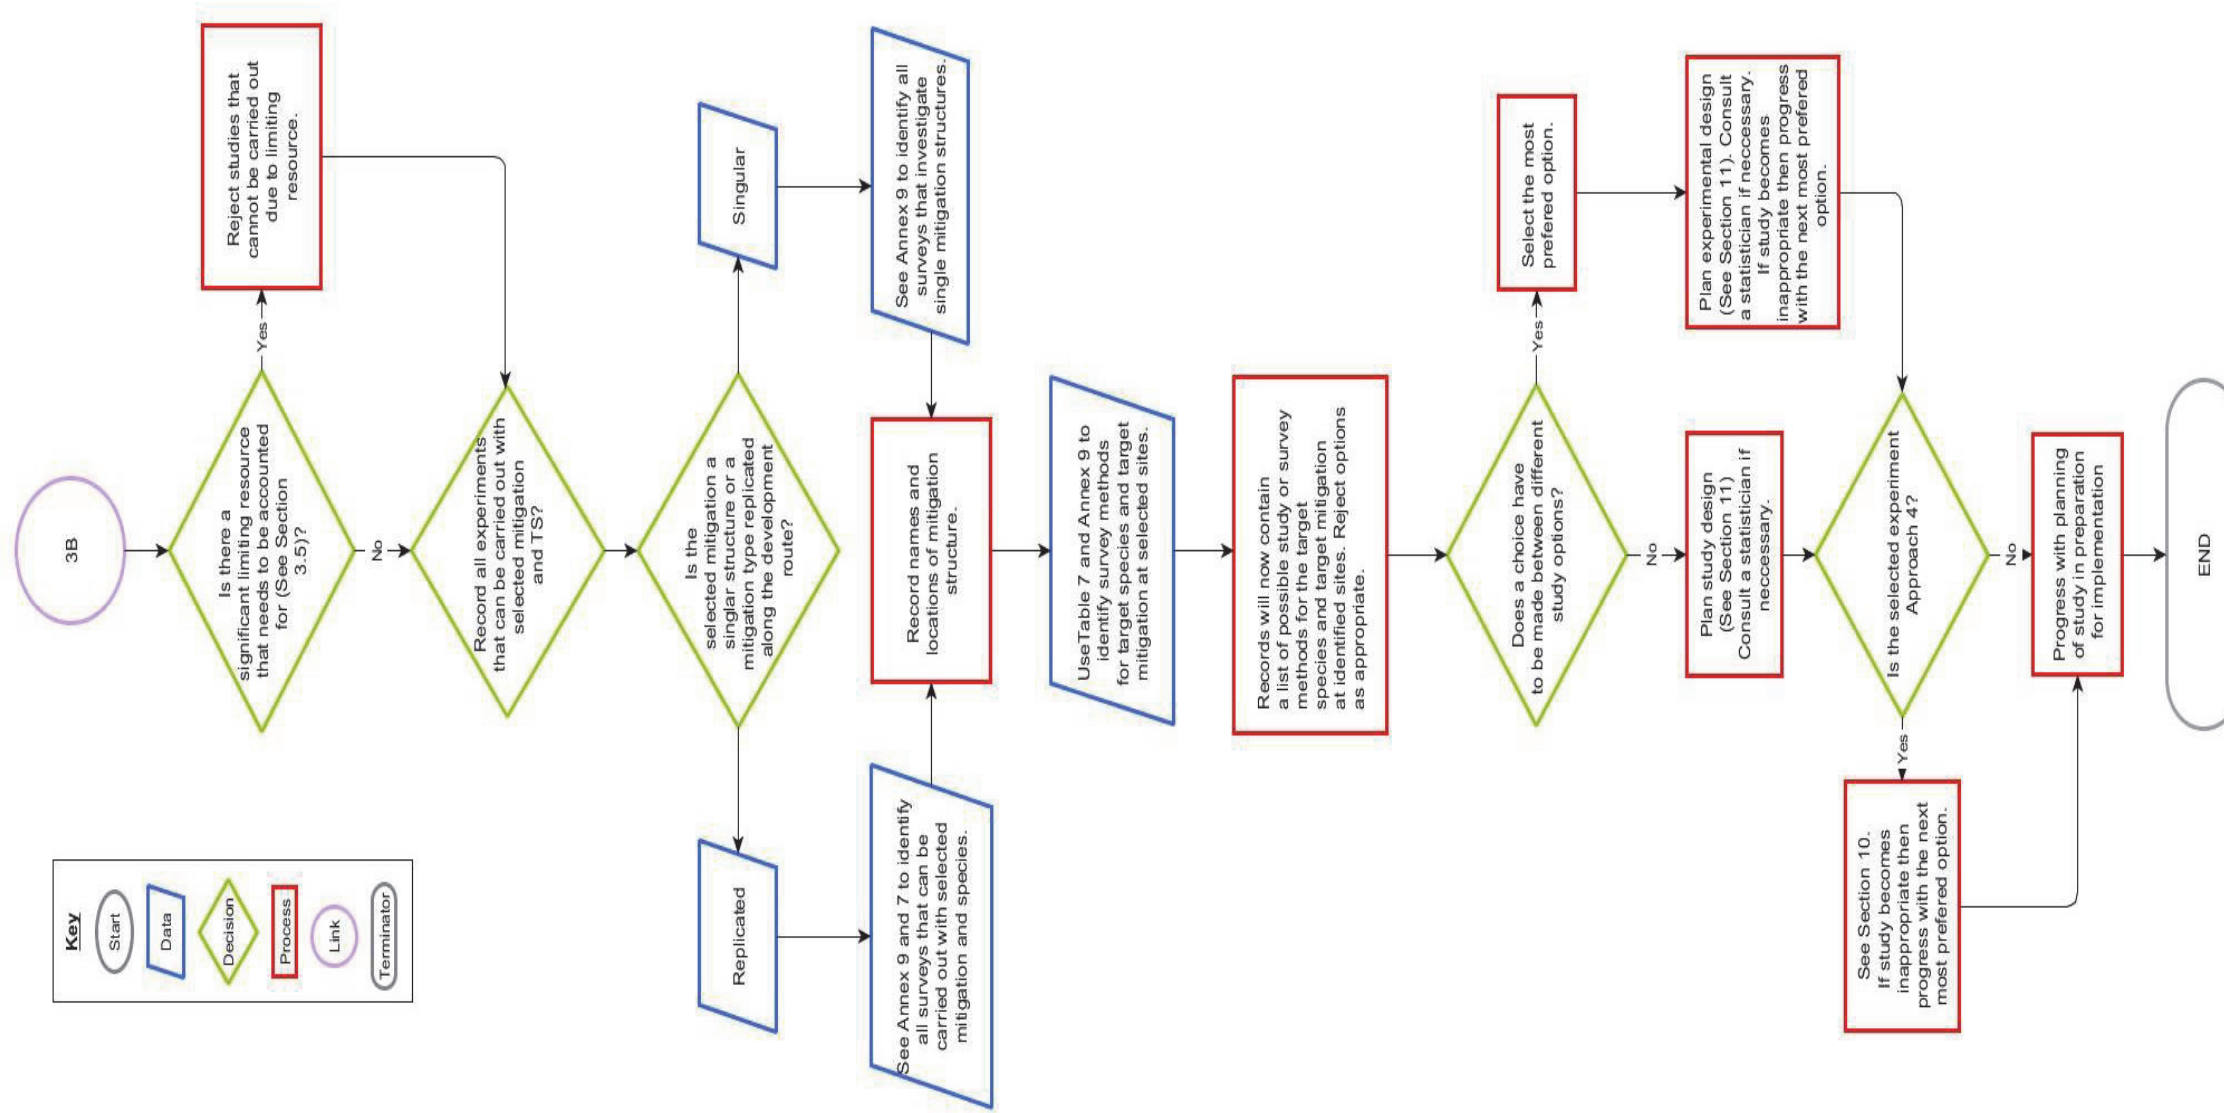 Key
Start
Data
Decision
Process
Link
Terminator
3B
Is there a
significant limiting resource
that needs to be accounted
for (See Section
3.5)?
Yes
Reject studies that
cannot be carried out
due to limiting
resource.
No
Record all experiments
that can be carried out with
selected mitigation
and TS?
Is the
selected mitigation a
singlar structure or a
mitigation type replicated
along the development
route?
Replicated
Singular
See Annex 9 and 7 to identify
all surveys that can be
carried out with selected
mitigation and species.
Record names and
locations of mitigation
structure.
See Annex 9 to identify all
surveys that investigate
single mitigation structures.
UseTable 7 and Annex 9 to
identify survey methods
for target species and target
mitigation at selected sites.
Records will now contain
a list of possible study or survey
methods for the target
species and target mitigation
at identified sites. Reject options
as appropriate.
Does a choice have
to be made between different
study options?
Yes
Select the most
prefered option.
No
Plan study design
(See Section 11)
Consult a statistician if
neccessary.
Plan experimental design
(See Section 11). Consult
a statistician if neccessary.
If study becomes
inappropriate then progress
with the next most prefered
option.
Is the selected experiment
Approach 4?
Yes
See Section 10.
If study becomes
inappropriate then
progress with the next
most prefered option.
No
Progress with planning
of study in preparation
for implementation
END